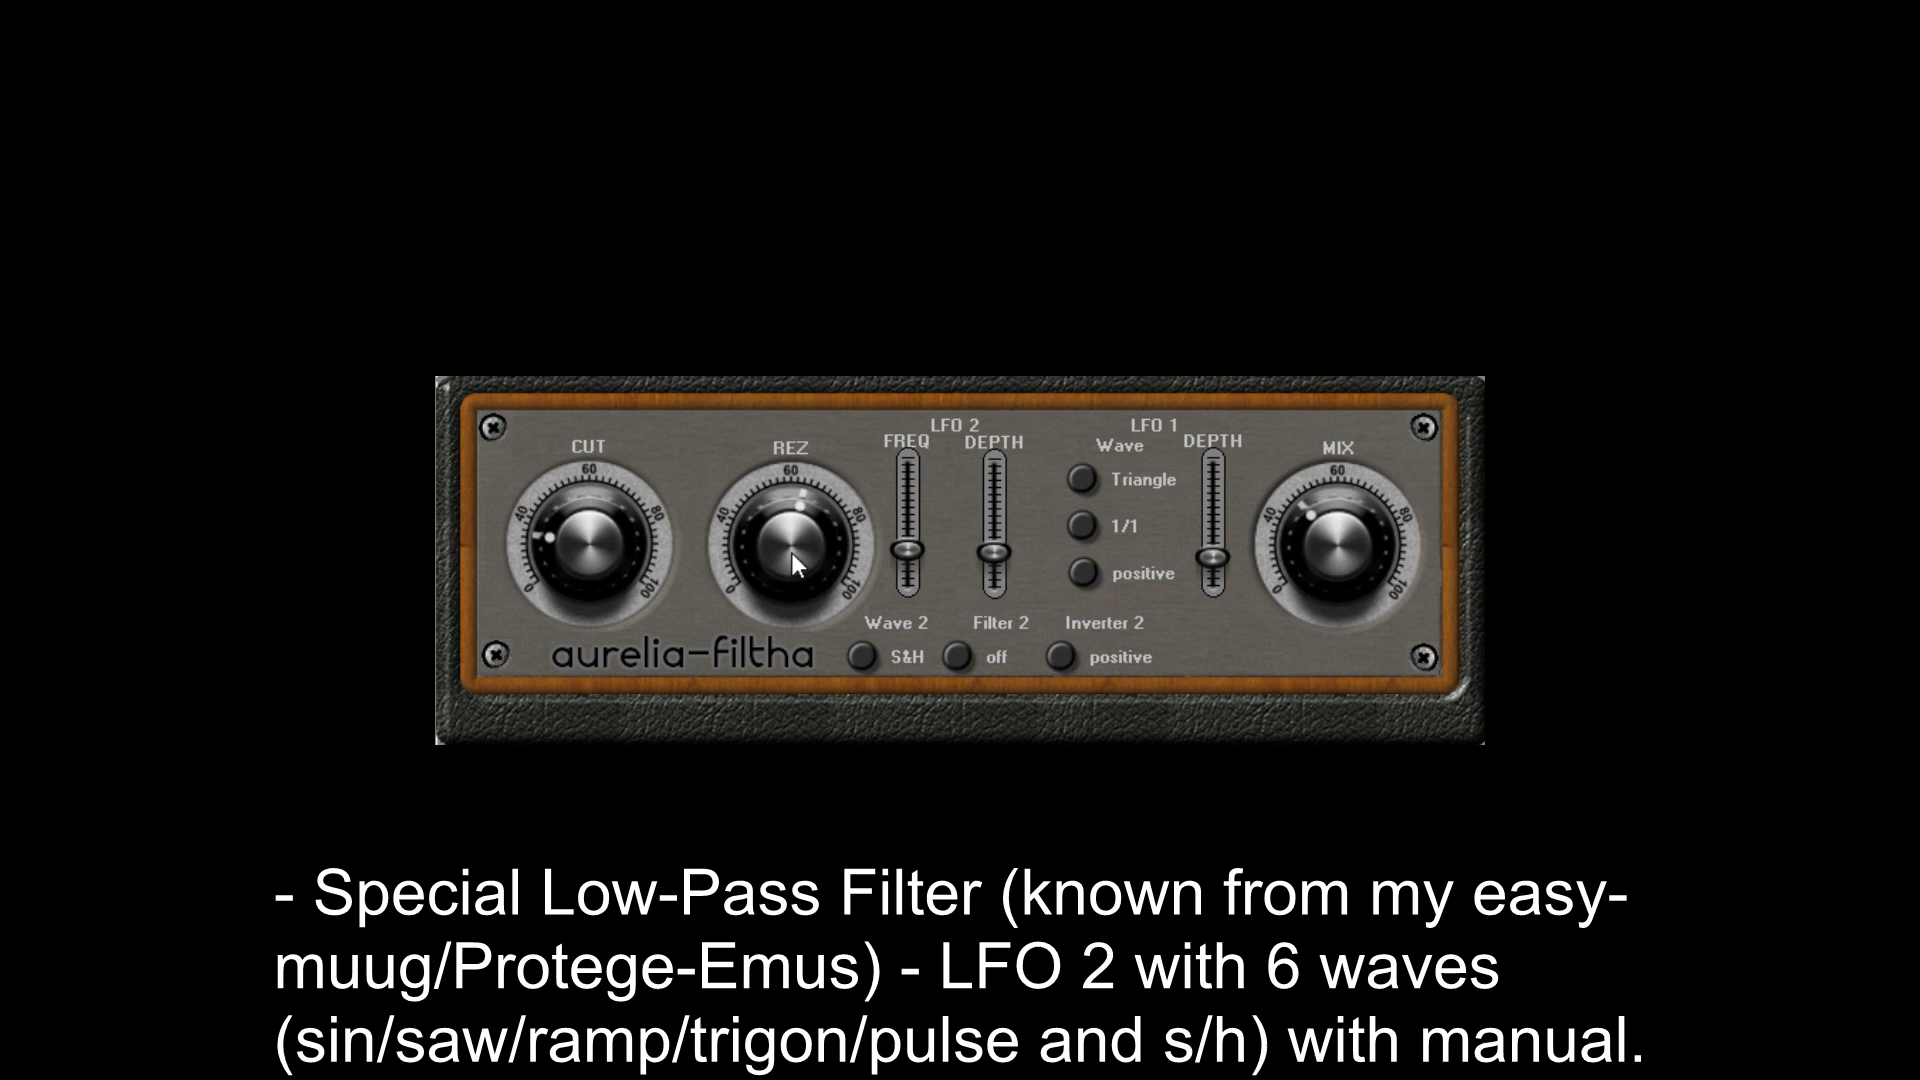 LFO 2
LFO 1
CUT
REZ
FREQ
DEPTH
Wave
DEPTH
MIX
0
40
60
80
100
0
40
60
80
100
Triangle
1/1
positive
0
40
60
80
100
Wave 2
Filter 2
Inverter 2
aurelia-filtha
S&H
off
positive
- Special Low-Pass Filter (known from my easy-
muug/Protege-Emus) - LFO 2 with 6 waves
(sin/saw/ramp/trigon/pulse and s/h) with manual.